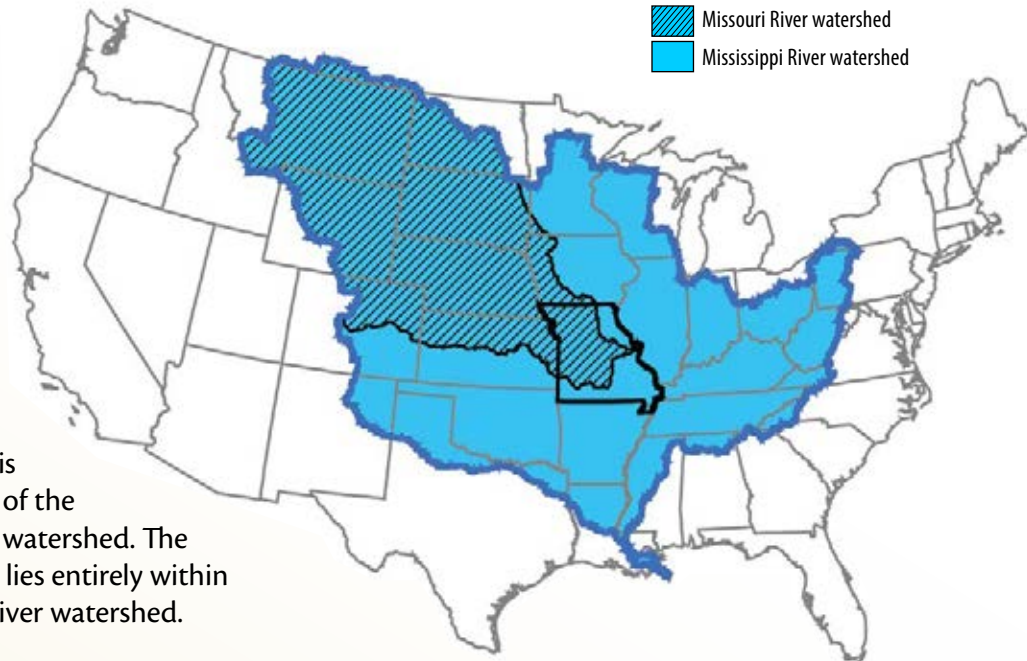 Missouri River watershed
Mississippi River watershed
is
of the
watershed. The
lies entirely within
iver watershed.